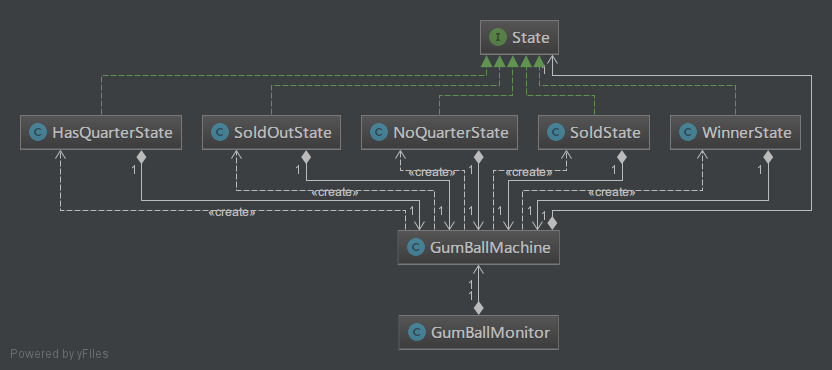 I State
1
C HasQuarterState
C SoldOutState
C NoQuarterState
C SoldState
C WinnerState
1
1
1
1
1
«create»
«create»
«create»
«create»
«create»
1
1
1
1
1
1
C GumBallMachine
1
1
C GumBallMonitor
Powered by yFiles